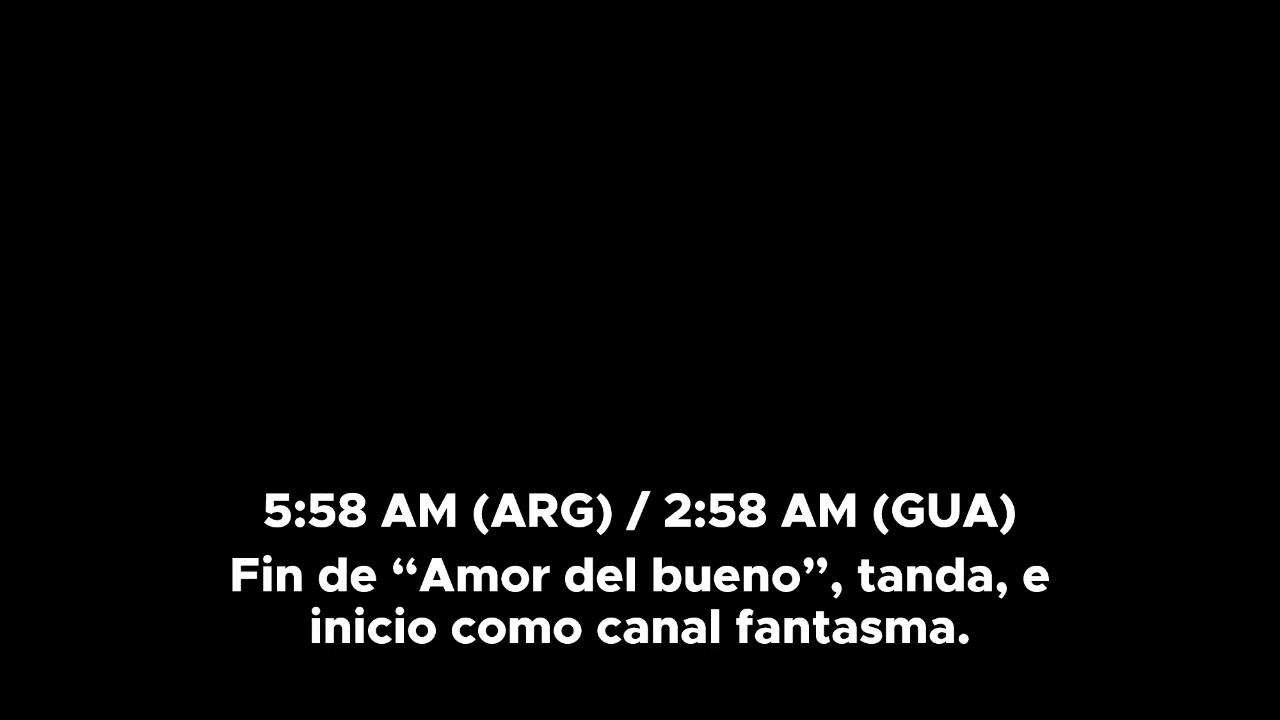 5:58 AM (ARG) / 2:58 AM (GUA)
Fin de “Amor del bueno”, tanda, e
inicio como canal fantasma.